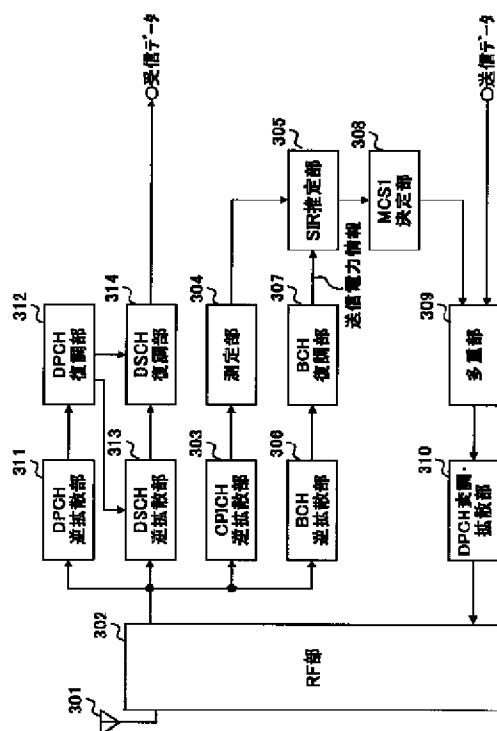 301
302
RF部
311
DPCH
逆拡散部
312
DPCH
復調部
313
DSCH
逆拡散部
314
DSCH
復調部
受信データ
303
CPICH
逆拡散部
304
測定部
305
SIR推定部
306
BCH
逆拡散部
307
BCH
復調部
送信電力情報
308
MCS1
決定部
309
多重部
310
DPCH変調・
拡散部
送信データ